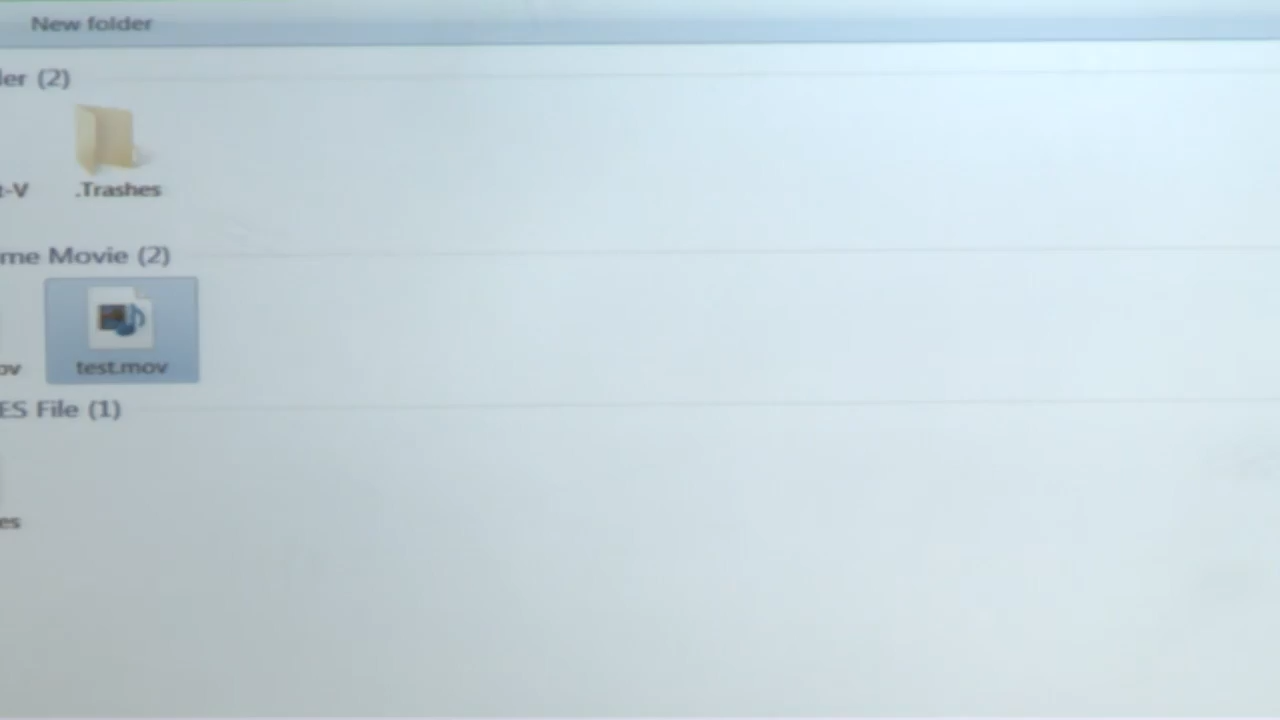 New folder
ler (2)
t-V .Trashes
me Movie (2)
ov test.mov
ES File (1)
es